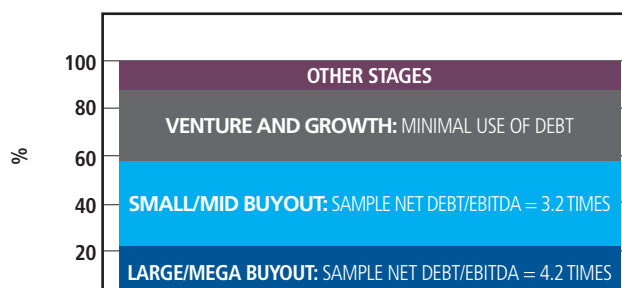 100
80
60
40
20
%
OTHER STAGES
VENTURE AND GROWTH: MINIMAL USE OF DEBT
SMALL/MID BUYOUT: SAMPLE NET DEBT/EBITDA = 3.2 TIMES
LARGE/MEGA BUYOUT: SAMPLE NET DEBT/EBITDA = 4.2 TIMES